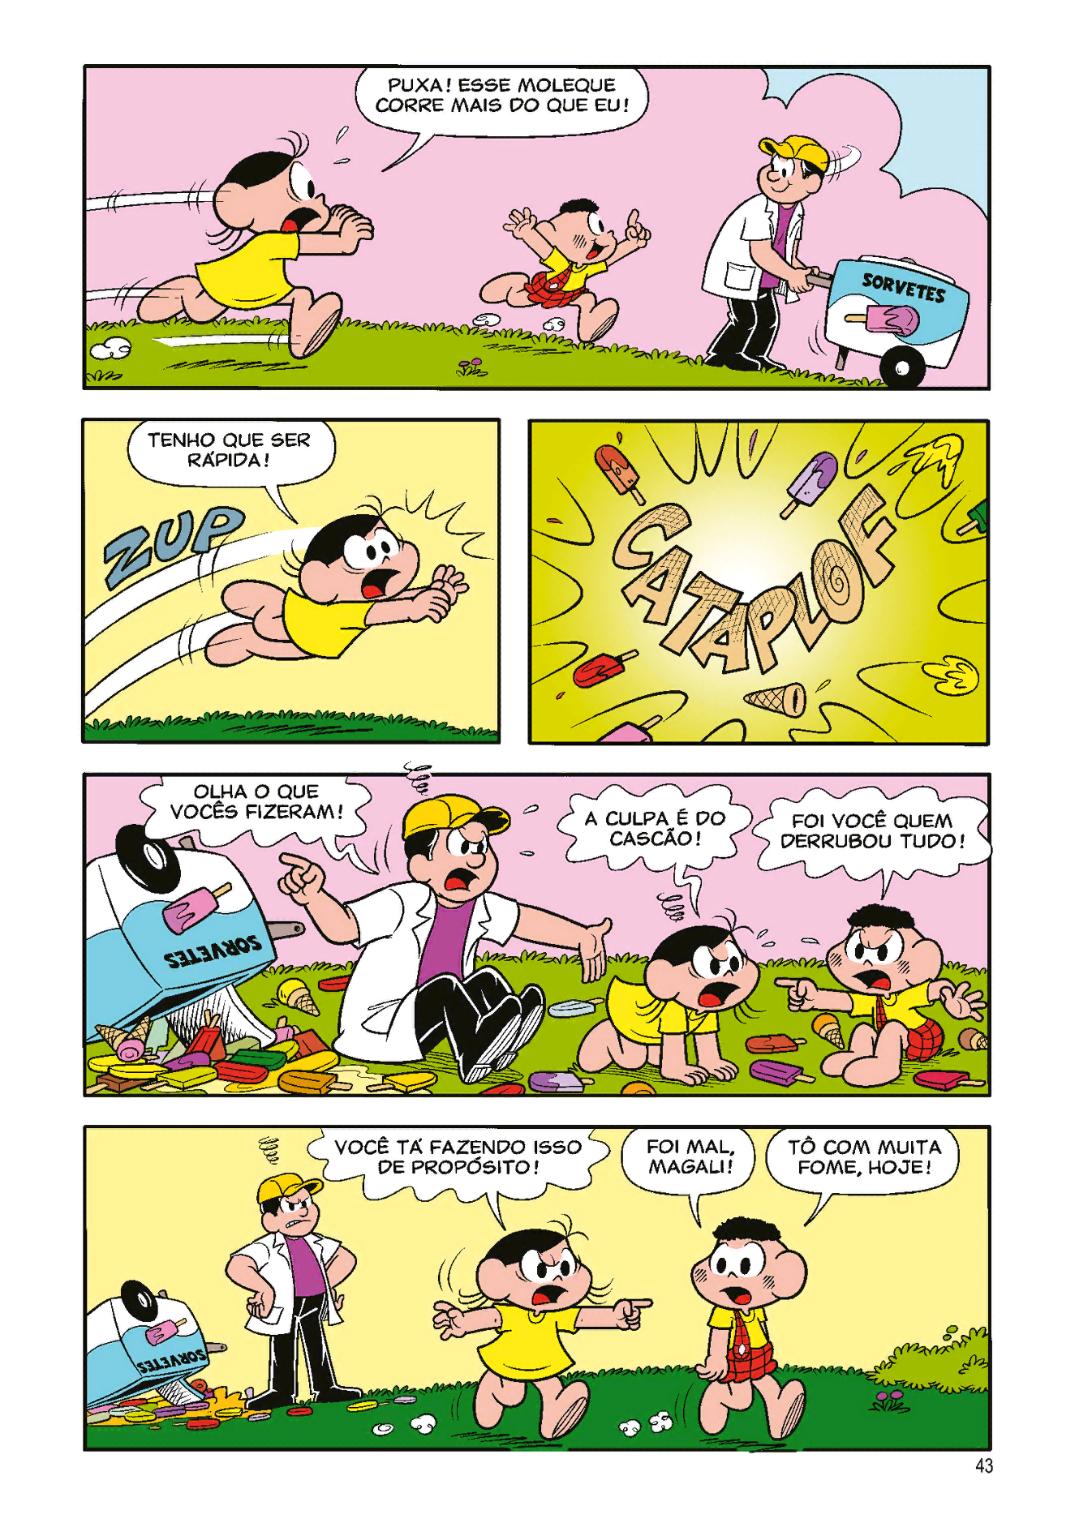 PUXA! ESSE MOLEQUE
CORRE MAIS DO QUE EU!
SORVETES
TENHO QUE SER
RÁPIDA!
ZUP
CATAPLOF
OLHA O QUE
VOCÊS FIZERAM!
A CULPA É DO
CASCÃO!
FOI VOCÊ QUEM
DERRUBOU TUDO!
SORVETES
VOCÊ TÁ FAZENDO ISSO
DE PROPÓSITO!
FOI MAL,
MAGALI!
TÔ COM MUITA
FOME, HOJE!
SORVETES
43